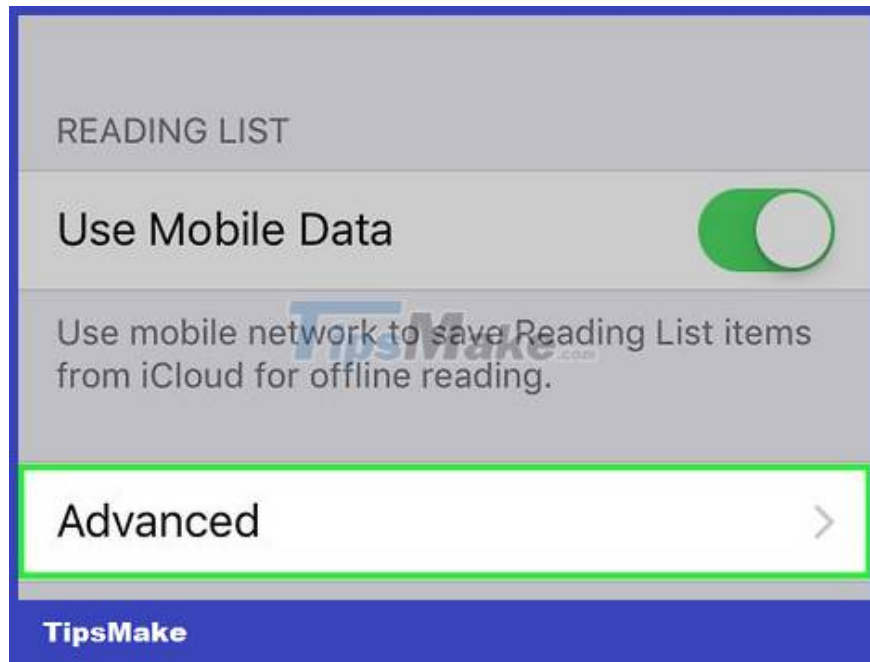 READING LIST
Use Mobile Data
Use mobile network to save Reading List items
TipsMake.com
from iCloud for offline reading.
Advanced
TipsMake